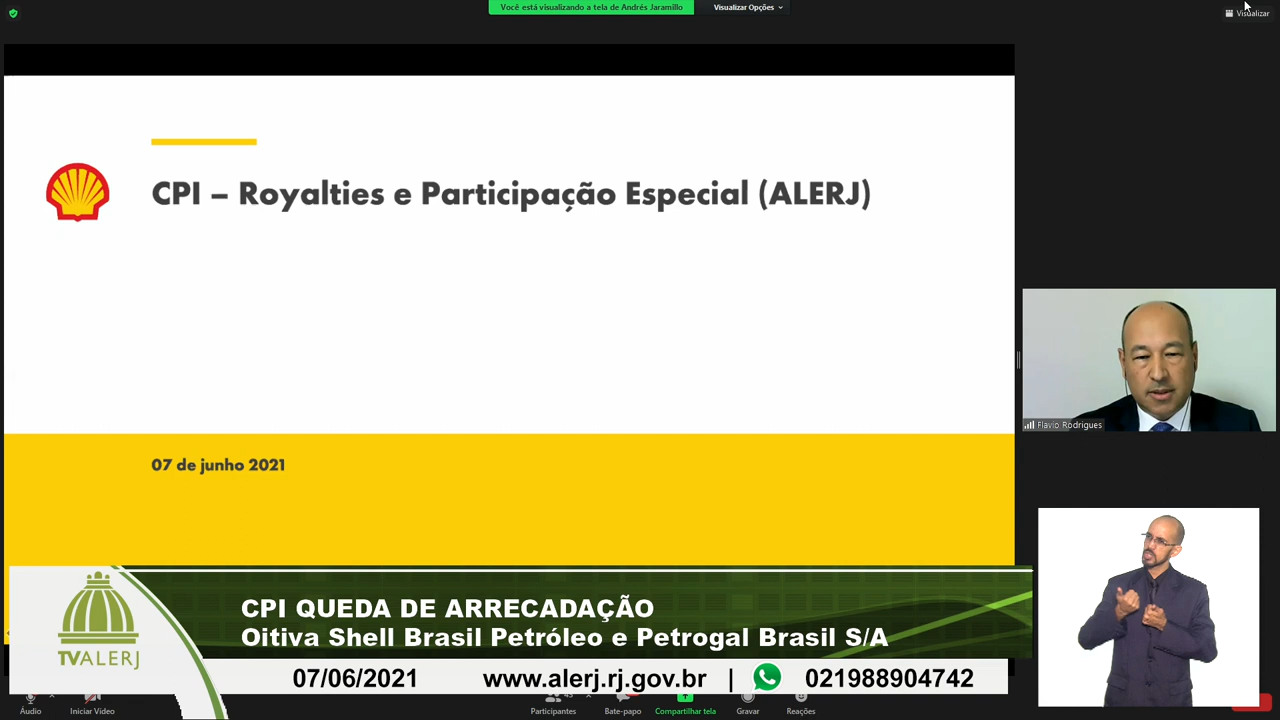 Você está visualizando a tela de Andrés Jaramillo
Visualizar Opções
Visualizar
CPI – Royalties e Participação Especial (ALERJ)
Flavio Rodrigues
07 de junho 2021
CPI QUEDA DE ARRECADAÇÃO
Oitiva Shell Brasil Petróleo e Petrogal Brasil S/A
TVALERJ
07/06/2021 www.alerj.rj.gov.br | 021988904742
Áudio
Iniciar Vídeo
Participantes
Bate-papo
Compartilhar tela
Gravar
Reações